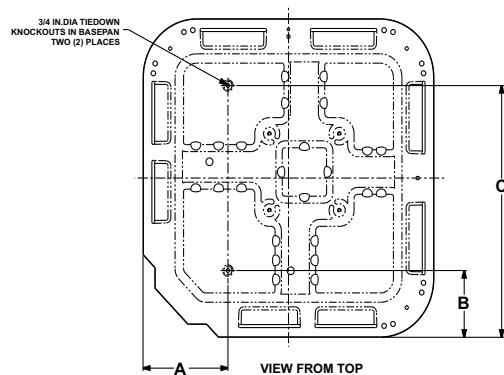 3/4 IN.DIA TIEDOWN
KNOCKOUTS IN BASEPAN
TWO (2) PLACES
C
B
A
VIEW FROM TOP